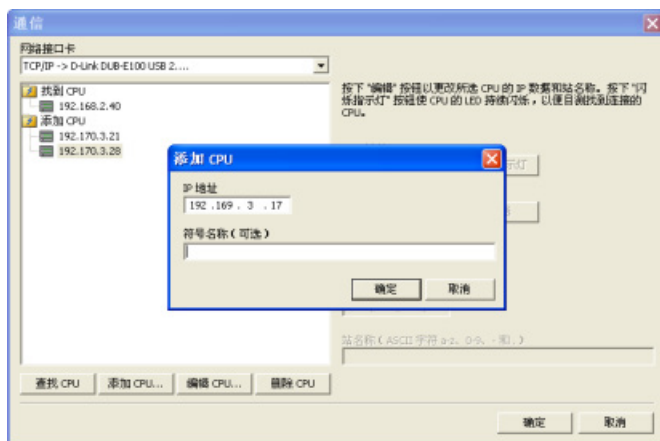 通信
网络接口卡
TCP/IP -> D-Link DUB-E100 USB 2....
找到 CPU
192.168.2.40
添加 CPU
192.170.3.21
192.170.3.28
按下“编辑”按钮以更改所选 CPU 的 IP 数据和站名称。按下“闪
烁指示灯”按钮使 CPU 的 LED 持续闪烁，以便目测找到连接的
CPU。
添加 CPU
IP 地址
192 .169 . 3 . 17
示灯
符号名称(可选)
确定
取消
站名称(ASCII 字符 a-z、0-9、- 和 .)
查找 CPU
添加 CPU...
编辑 CPU...
删除 CPU
确定
取消